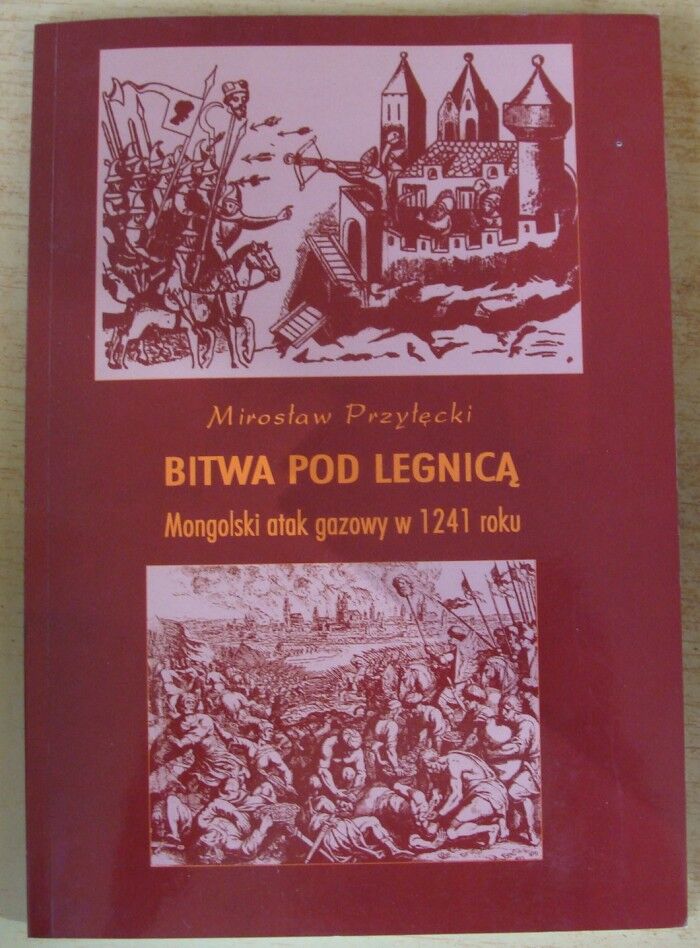 Mirosław Przyłęcki
BITWA POD LEGNICĄ
Mongolski atak gazowy w 1241 roku